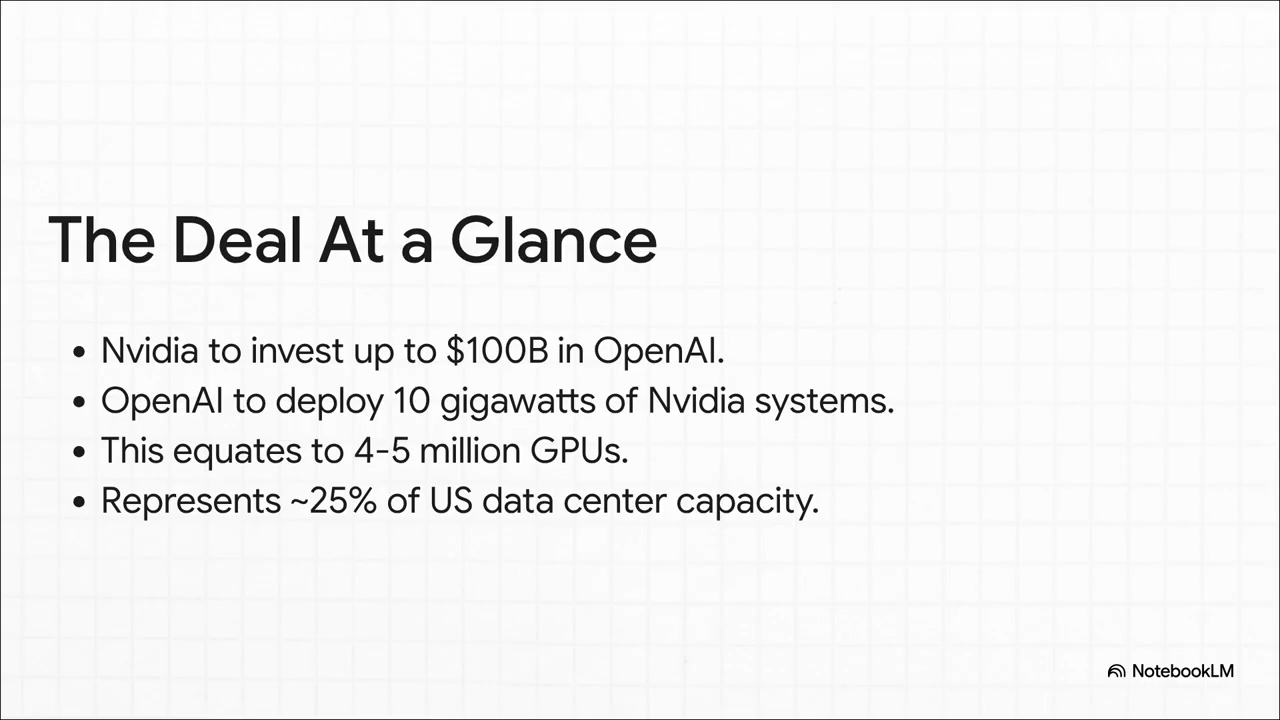 The Deal At a Glance
• Nvidia to invest up to $100B in OpenAI.
• OpenAI to deploy 10 gigawatts of Nvidia systems.
• This equates to 4-5 million GPUs.
• Represents ~25% of US data center capacity.
NotebookLM